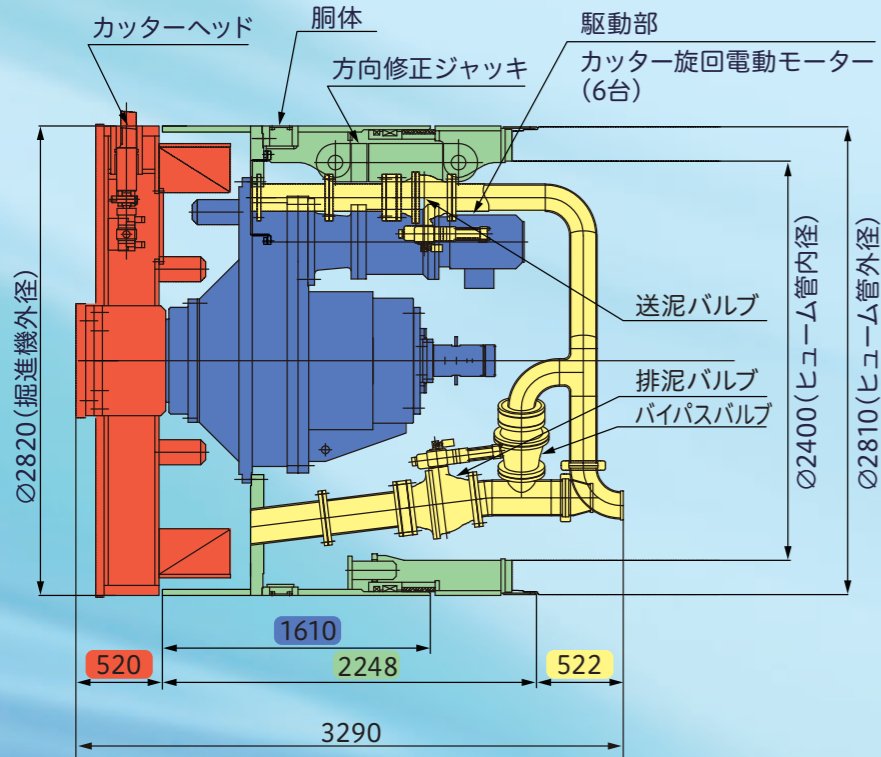 カッターヘッド
胴体
方向修正ジャッキ
駆動部
カッター旋回電動モーター
(6台)
∅2820(掘進機外径)
送泥バルブ
排泥バルブ
バイパスバルブ
∅2400(ヒューム管内径)
∅2810(ヒューム管外径)
1610
520
2248
522
3290